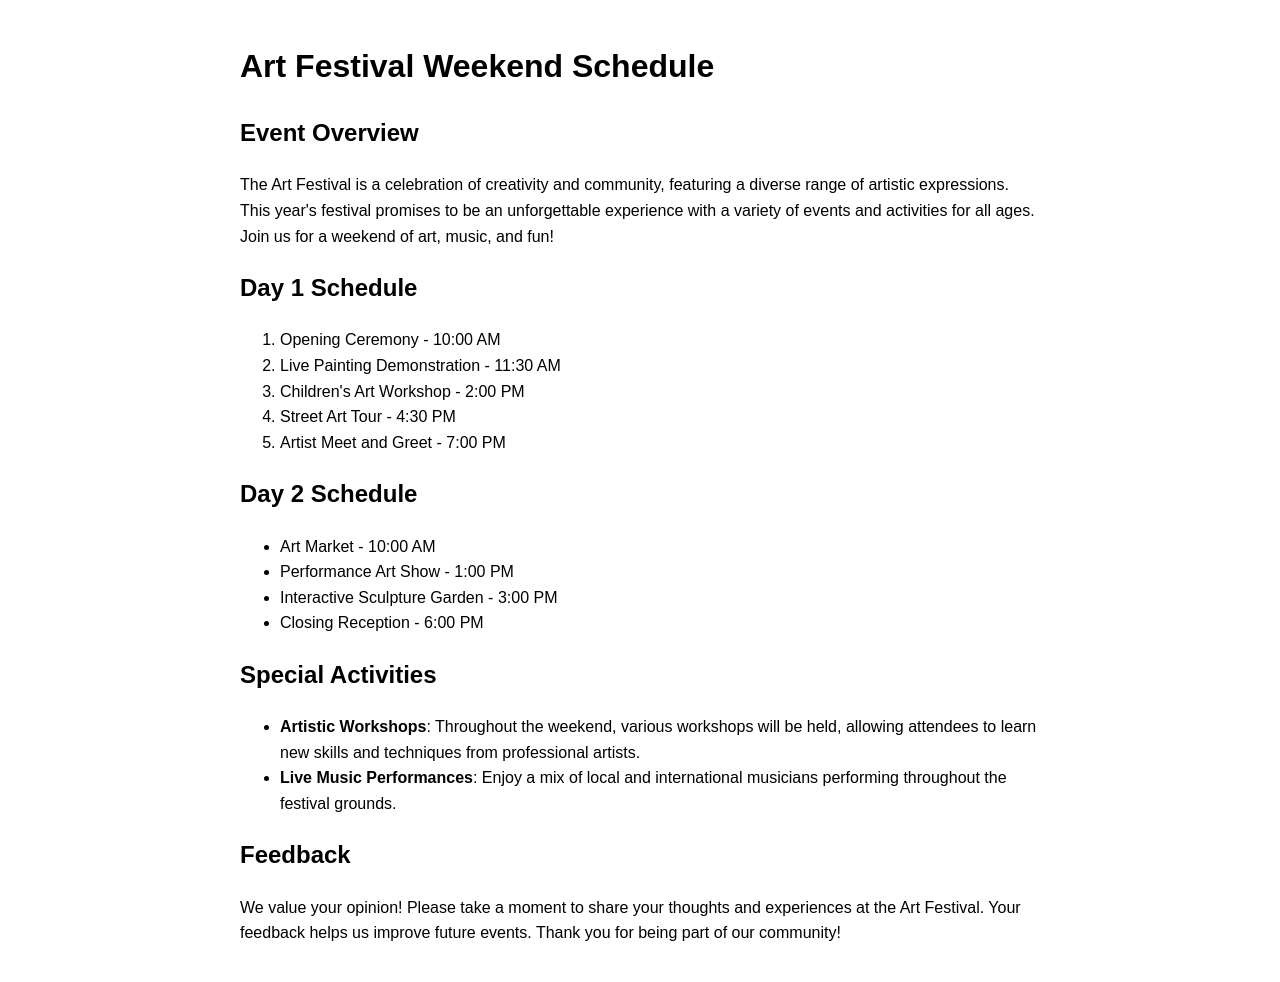 Art Festival Weekend Schedule
Event Overview
The Art Festival is a celebration of creativity and community, featuring a diverse range of artistic expressions.
This year's festival promises to be an unforgettable experience with a variety of events and activities for all ages.
Join us for a weekend of art, music, and fun!
Day 1 Schedule
1. Opening Ceremony - 10:00 AM
2. Live Painting Demonstration - 11:30 AM
3. Children's Art Workshop - 2:00 PM
4. Street Art Tour - 4:30 PM
5. Artist Meet and Greet - 7:00 PM
Day 2 Schedule
• Art Market - 10:00 AM
• Performance Art Show - 1:00 PM
• Interactive Sculpture Garden - 3:00 PM
• Closing Reception - 6:00 PM
Special Activities
• Artistic Workshops: Throughout the weekend, various workshops will be held, allowing attendees to learn
new skills and techniques from professional artists.
• Live Music Performances: Enjoy a mix of local and international musicians performing throughout the
festival grounds.
Feedback
We value your opinion! Please take a moment to share your thoughts and experiences at the Art Festival. Your
feedback helps us improve future events. Thank you for being part of our community!